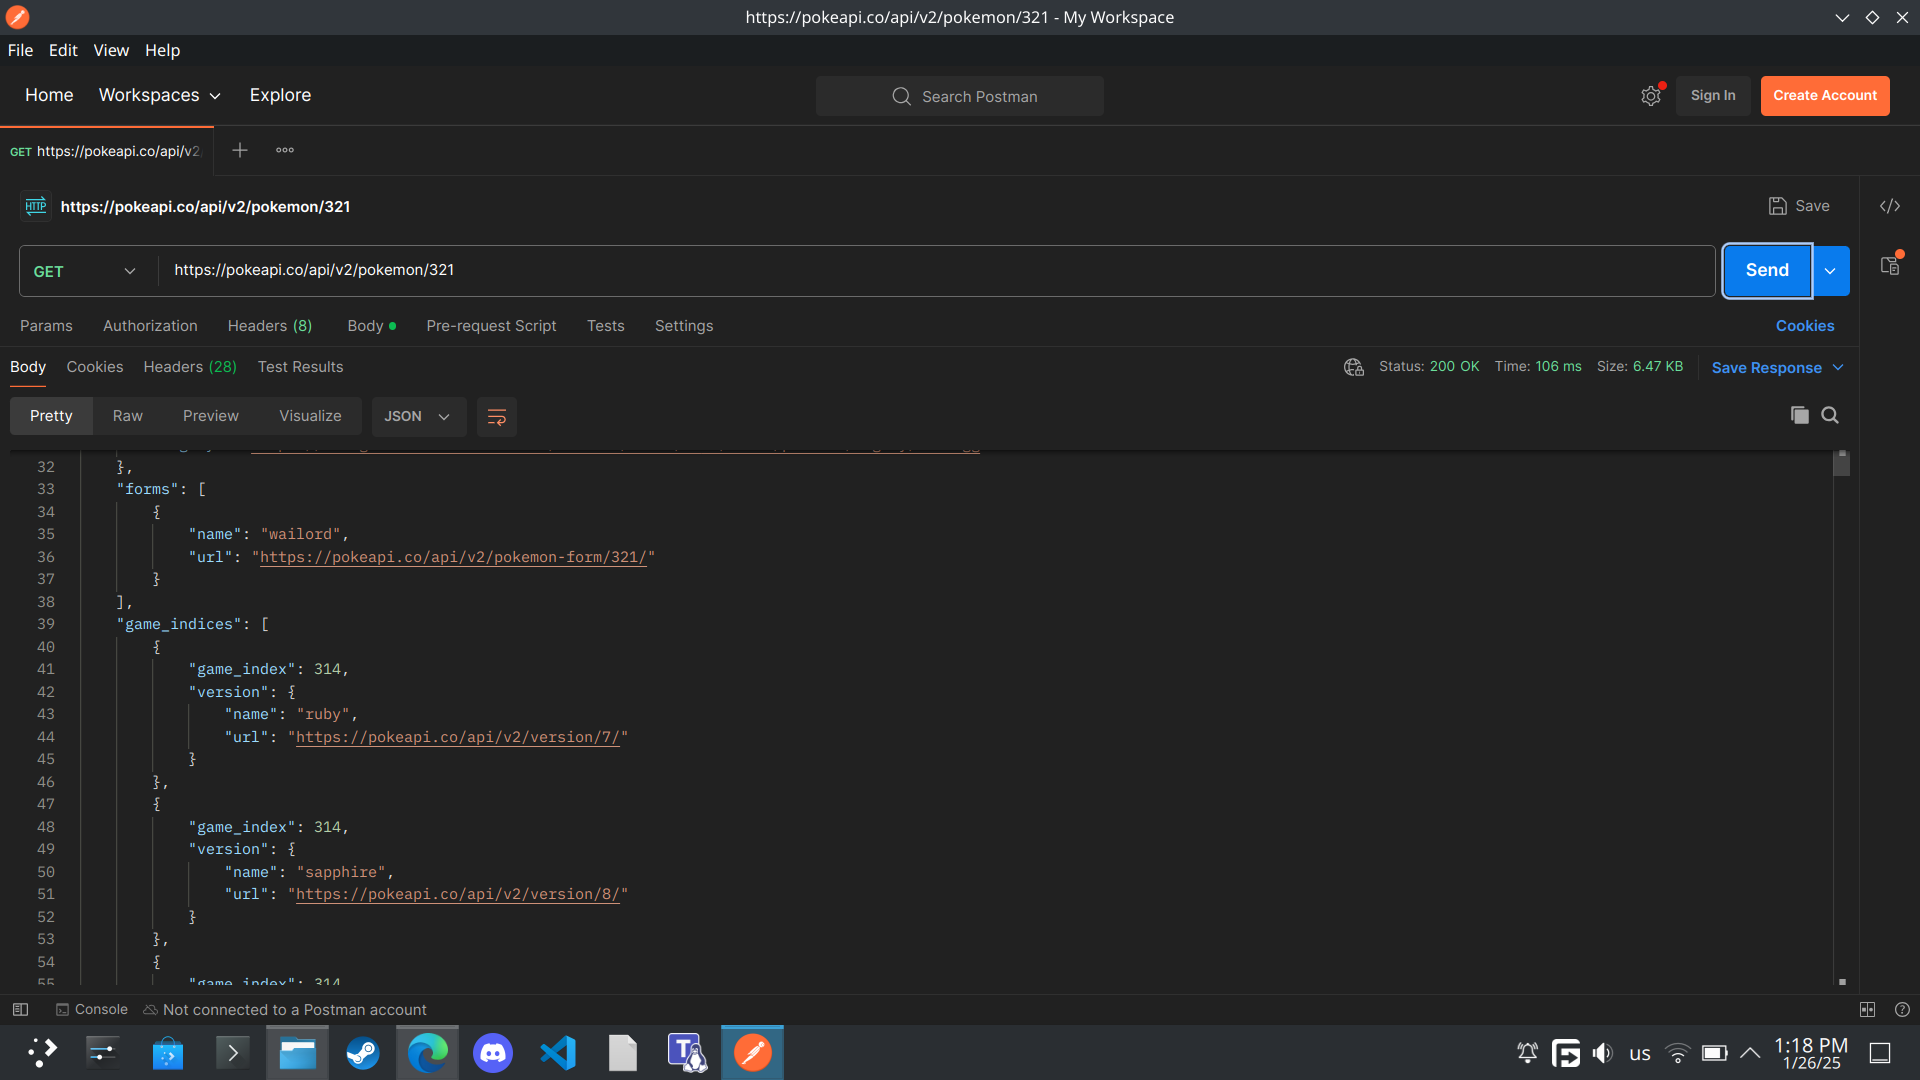 https://pokeapi.co/api/v2/pokemon/321 - My Workspace
File Edit View Help
Home Workspaces Explore Search Postman Sign In Create Account
GET https://pokeapi.co/api/v2
HTTP https://pokeapi.co/api/v2/pokemon/321 Save
GET https://pokeapi.co/api/v2/pokemon/321 Send
Params Authorization Headers (8) Body Pre-request Script Tests Settings Cookies
Body Cookies Headers (28) Test Results Status: 200 OK Time: 106 ms Size: 6.47 KB Save Response
Pretty Raw Preview Visualize JSON
32 },
33 "forms": [
34 {
35 "name": "wailord",
36 "url": "https://pokeapi.co/api/v2/pokemon-form/321/"
37 }
38 ],
39 "game_indices": [
40 {
41 "game_index": 314,
42 "version": {
43 "name": "ruby",
44 "url": "https://pokeapi.co/api/v2/version/7/"
45 }
46 },
47 {
48 "game_index": 314,
49 "version": {
50 "name": "sapphire",
51 "url": "https://pokeapi.co/api/v2/version/8/"
52 }
53 },
54 {
55 "game_index": 314
Console Not connected to a Postman account
T us 1:18 PM
1/26/25